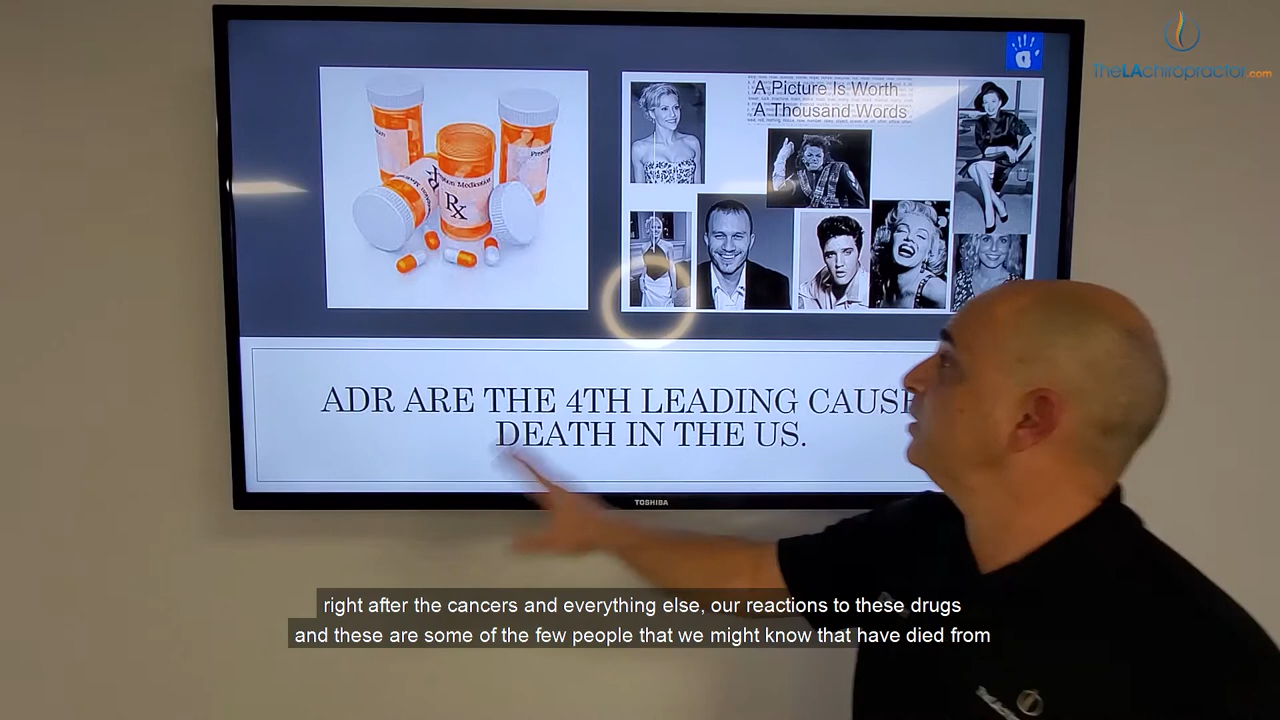 TheLAchiropractor.com
A Picture Is Worth
A Thousand Words
Rx
ADR ARE THE 4TH LEADING CAUSE
DEATH IN THE US.
TOSHIBA
right after the cancers and everything else, our reactions to these drugs
and these are some of the few people that we might know that have died from